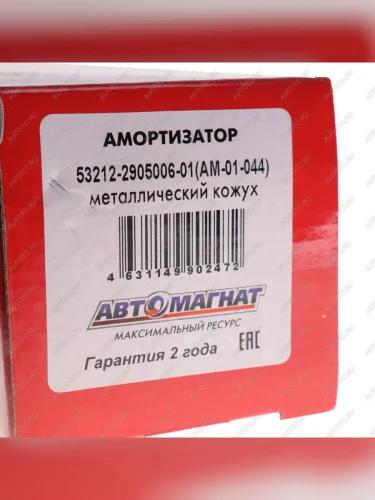 АМОРТИЗАТОР
53212-2905006-01(АМ-01-044)
металлический кожух
4 631149 902472
АВТОМАГНАТ
МАКСИМАЛЬНЫЙ РЕСУРС
Гарантия 2 года
ЕАС